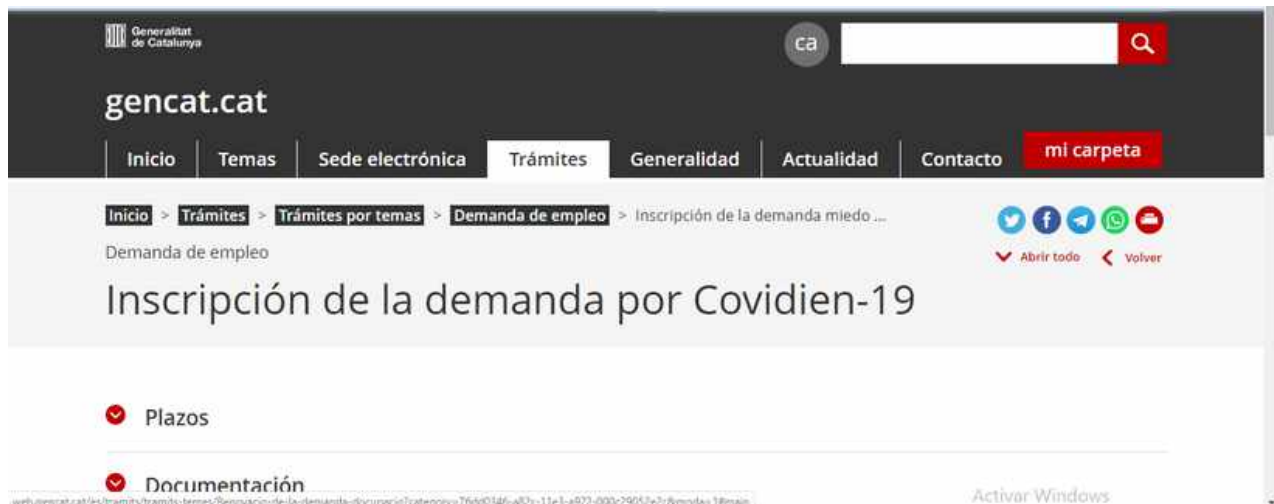 Generalitat
de Catalunya
ca
gencat.cat
Inicio Temas Sede electrónica Trámites Generalidad Actualidad Contacto mi carpeta
Inicio > Trámites > Trámites por temas > Demanda de empleo > Inscripción de la demanda miedo ...
Demanda de empleo
Abrir todo Volver
Inscripción de la demanda por Covidien-19
Plazos
Documentación
Activar Windows